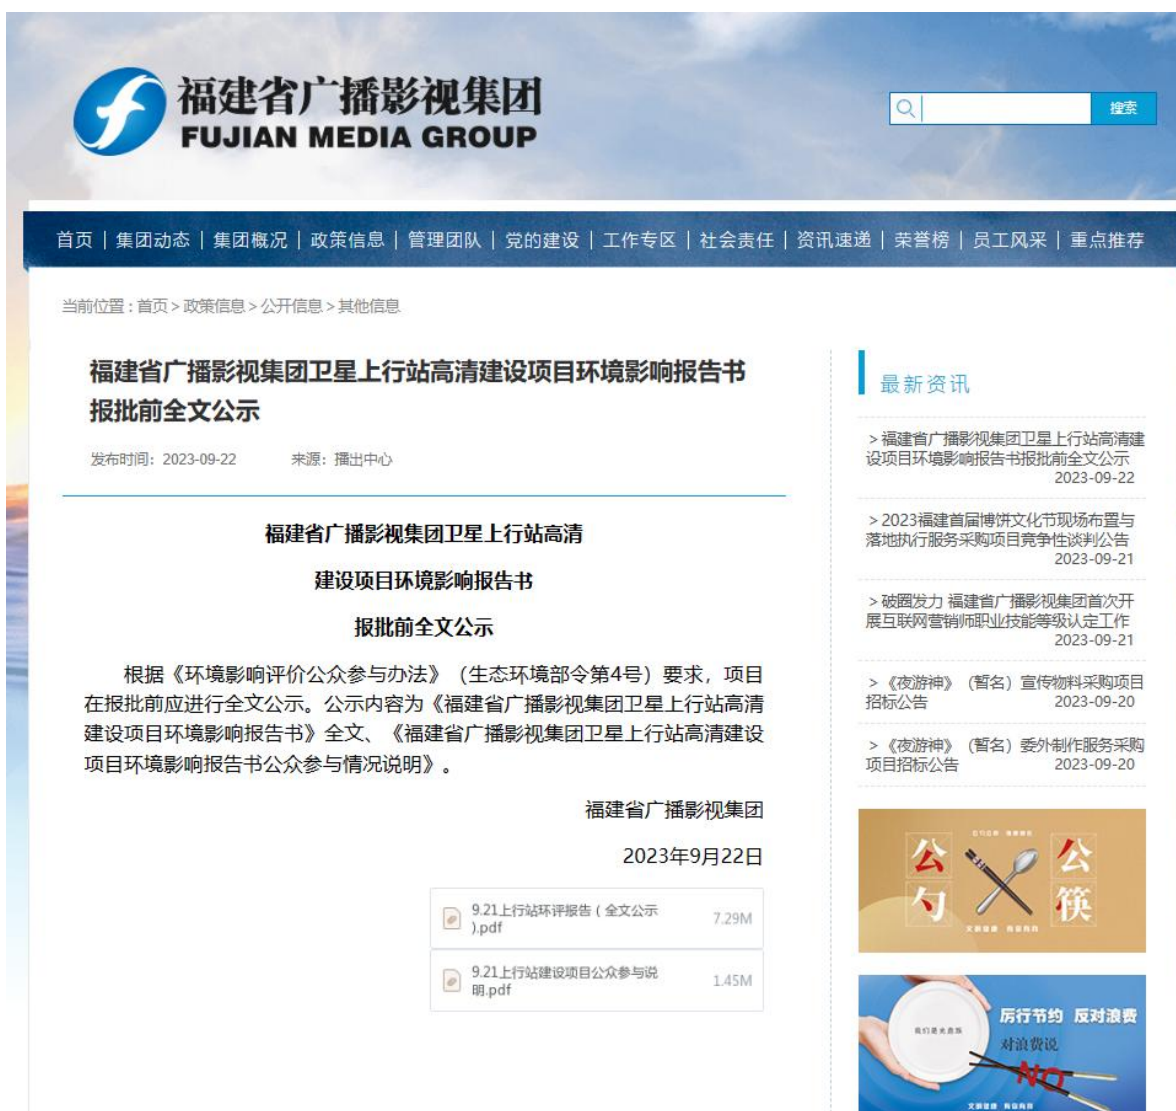 福建省广播影视集团
FUJIAN MEDIA GROUP
搜索
首页 | 集团动态 | 集团概况 | 政策信息 | 管理团队 | 党的建设 | 工作专区 | 社会责任 | 资讯速递 | 荣誉榜 | 员工风采 | 重点推荐
当前位置：首页 > 政策信息 > 公开信息 > 其他信息
福建省广播影视集团卫星上行站高清建设项目环境影响报告书
报批前全文公示
发布时间：2023-09-22 来源：播出中心
福建省广播影视集团卫星上行站高清
建设项目环境影响报告书
报批前全文公示
根据《环境影响评价公众参与办法》（生态环境部令第4号）要求，项目
在报批前应进行全文公示。公示内容为《福建省广播影视集团卫星上行站高清
建设项目环境影响报告书》全文、《福建省广播影视集团卫星上行站高清建设
项目环境影响报告书公众参与情况说明》。
福建省广播影视集团
2023年9月22日
9.21上行站环评报告（全文公示
).pdf
7.29M
9.21上行站建设项目公众参与说
明.pdf
1.45M
最新资讯
> 福建省广播影视集团卫星上行站高清建
设项目环境影响报告书报批前全文公示
2023-09-22
> 2023福建首届博饼文化节现场布置与
落地执行服务采购项目竞争性谈判公告
2023-09-21
> 破圈发力 福建省广播影视集团首次开
展互联网营销师职业技能等级认定工作
2023-09-21
> 《夜游神》（暂名）宣传物料采购项目
招标公告 2023-09-20
> 《夜游神》（暂名）委外制作服务采购
项目招标公告 2023-09-20
公勺
公筷
文明健康 有你有我
厉行节约 反对浪费
我们是光盘族
对浪费说
NO
文明健康 有你有我